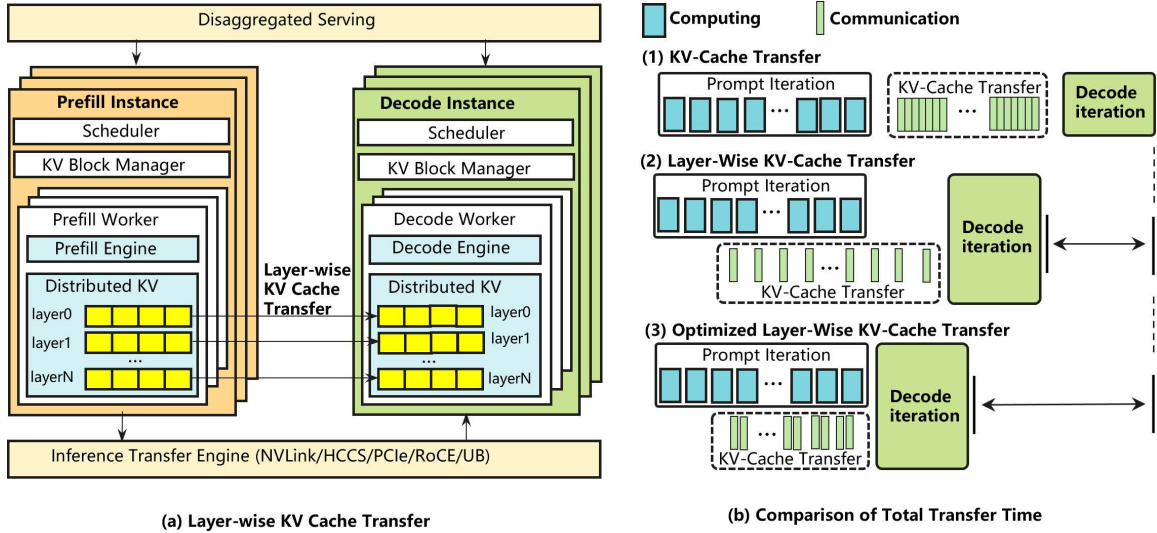 Disaggregated Serving
Prefill Instance
Scheduler
KV Block Manager
Prefill Worker
Prefill Engine
Distributed KV
layer0
layer1
...
layerN
Layer-wise
KV Cache
Transfer
Decode Instance
Scheduler
KV Block Manager
Decode Worker
Decode Engine
Distributed KV
layer0
layer1
...
layerN
Inference Transfer Engine (NVLink/HCCS/PCIe/RoCE/UB)
(a) Layer-wise KV Cache Transfer
Computing
Communication
(1) KV-Cache Transfer
Prompt Iteration
...
KV-Cache Transfer
...
Decode
iteration
(2) Layer-Wise KV-Cache Transfer
Prompt Iteration
...
...
KV-Cache Transfer
Decode
iteration
(3) Optimized Layer-Wise KV-Cache Transfer
Prompt Iteration
...
...
KV-Cache Transfer
Decode
iteration
(b) Comparison of Total Transfer Time